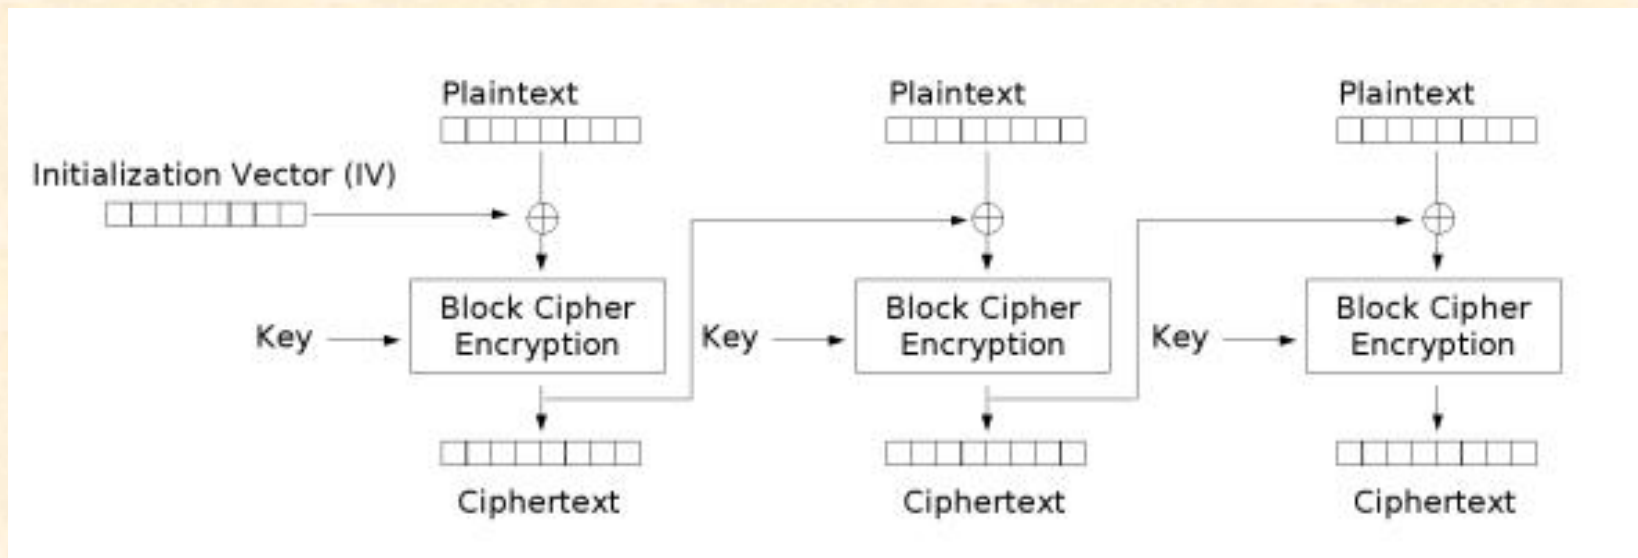 Plaintext
Plaintext
Plaintext
Initialization Vector (IV)
Key
Block Cipher
Encryption
Key
Block Cipher
Encryption
Key
Block Cipher
Encryption
Ciphertext
Ciphertext
Ciphertext